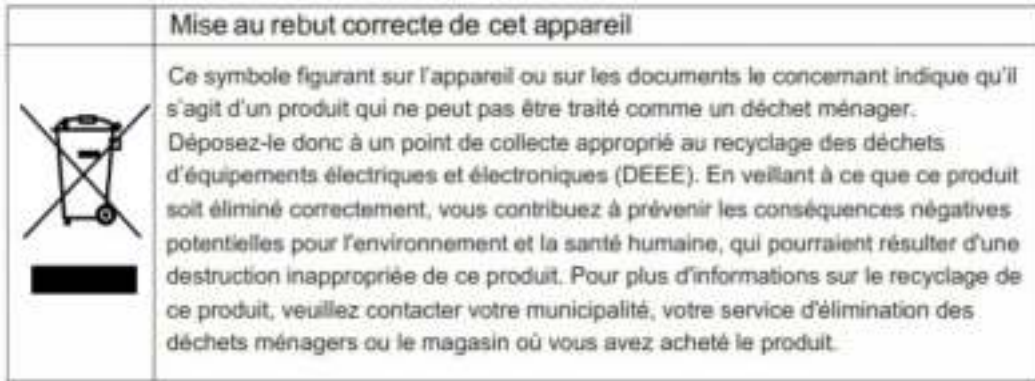 Mise au rebut correcte de cet appareil
Ce symbole figurant sur l'appareil ou sur les documents le concernant indique qu'il
s'agit d'un produit qui ne peut pas être traité comme un déchet ménager.
Déposez-le donc à un point de collecte approprié au recyclage des déchets
d'équipements électriques et électroniques (DEEE). En veillant à ce que ce produit
soit éliminé correctement, vous contribuez à prévenir les conséquences négatives
potentielles pour l'environnement et la santé humaine, qui pourraient résulter d'une
destruction inappropriée de ce produit. Pour plus d'informations sur le recyclage de
ce produit, veuillez contacter votre municipalité, votre service d'élimination des
déchets ménagers ou le magasin où vous avez acheté le produit.